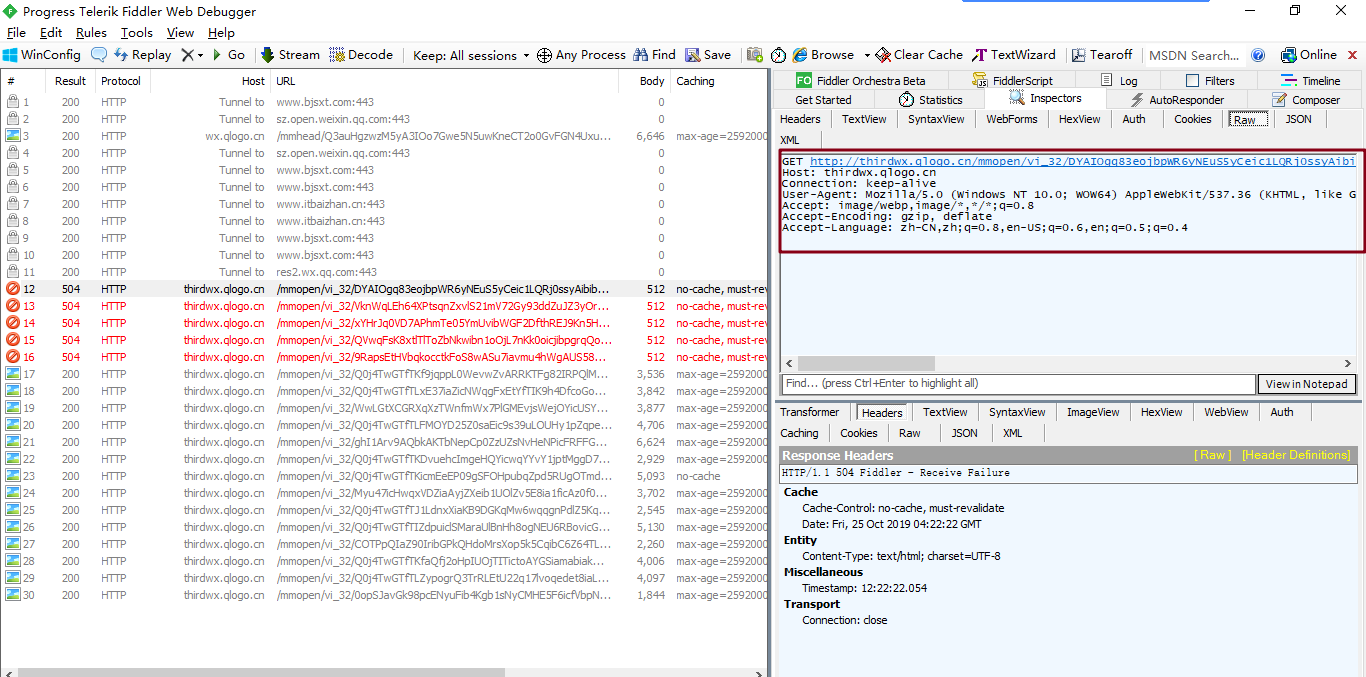 Progress Telerik Fiddler Web Debugger
File Edit Rules Tools View Help
WinConfig Replay Go Stream Decode Keep: All sessions Any Process Find Save Browse Clear Cache TextWizard Tearoff MSDN Search... Online
# Result Protocol Host URL Body Caching
1 200 HTTP Tunnel to www.bjsxt.com:443 0
2 200 HTTP Tunnel to sz.open.weixin.qq.com:443 0
3 200 HTTP wx.qlogo.cn /mmhead/Q3auHgzwzM5yA3IOo7Gwe5N5uwKneCT2o0GvFGN4Uxu... 6,646 max-age=2592000
4 200 HTTP Tunnel to sz.open.weixin.qq.com:443 0
5 200 HTTP Tunnel to www.bjsxt.com:443 0
6 200 HTTP Tunnel to www.bjsxt.com:443 0
7 200 HTTP Tunnel to www.itbaizhan.cn:443 0
8 200 HTTP Tunnel to www.itbaizhan.cn:443 0
9 200 HTTP Tunnel to www.bjsxt.com:443 0
10 200 HTTP Tunnel to www.bjsxt.com:443 0
11 200 HTTP Tunnel to res2.wx.qq.com:443 0
12 504 HTTP thirdwx.qlogo.cn /mmopen/vi_32/DYAIOgq83eojbpWR6yNEuS5yCeic1LQRj0ssyAibib... 512 no-cache, must-rev
13 504 HTTP thirdwx.qlogo.cn /mmopen/vi_32/VknWqLEh64XPtsqnZxvlS21mV72Gy93ddZuJZ3yOr... 512 no-cache, must-rev
14 504 HTTP thirdwx.qlogo.cn /mmopen/vi_32/xYHrJq0VD7APhmTe05YmUvibWGF2DfthREJ9Kn5H... 512 no-cache, must-rev
15 504 HTTP thirdwx.qlogo.cn /mmopen/vi_32/QVwqFsK8xtlTlToZbNkwibn1oOjL7nKk0oicjibpgrqQo... 512 no-cache, must-rev
16 504 HTTP thirdwx.qlogo.cn /mmopen/vi_32/9RapsEtHVbqkocctkFoS8wASu7iavmu4hWgAUS58... 512 no-cache, must-rev
17 200 HTTP thirdwx.qlogo.cn /mmopen/vi_32/Q0j4TwGTfTKf9jqppL0WevwZvARRKTFg82IRPQlM... 3,536 max-age=2592000
18 200 HTTP thirdwx.qlogo.cn /mmopen/vi_32/Q0j4TwGTfTLxE37iaZicNWqgFxEtYfTIK9h4DfcoGo... 3,842 max-age=2592000
19 200 HTTP thirdwx.qlogo.cn /mmopen/vi_32/WwLGtXCGRXqXzTWnfmWx7PlGMEvjsWejOYicUSY... 3,877 max-age=2592000
20 200 HTTP thirdwx.qlogo.cn /mmopen/vi_32/Q0j4TwGTfTLFMOYD25Z0saEic9s39uLOUHy1pZqpe... 4,706 max-age=2592000
21 200 HTTP thirdwx.qlogo.cn /mmopen/vi_32/ghI1Arv9AQbkAKTbNepCp0ZzUZsNvHeNPicFRFFG... 6,624 max-age=2592000
22 200 HTTP thirdwx.qlogo.cn /mmopen/vi_32/Q0j4TwGTfTKDvuehcImgeHQYicwqYYvY1jptMggD7... 2,929 max-age=2592000
23 200 HTTP thirdwx.qlogo.cn /mmopen/vi_32/Q0j4TwGTfTKicmEeEP09gSFOHpubqZpd5RUgOTmd... 5,093 no-cache
24 200 HTTP thirdwx.qlogo.cn /mmopen/vi_32/Myu47icHwqxVDZiaAyjZXeib1UOlZv5E8ia1ficAz0f0... 3,702 max-age=2592000
25 200 HTTP thirdwx.qlogo.cn /mmopen/vi_32/Q0j4TwGTfTJ1LdnxXiaKB9DGKqMw6wqqgnPdlZ5Kq... 2,545 max-age=2592000
26 200 HTTP thirdwx.qlogo.cn /mmopen/vi_32/Q0j4TwGTfTIZdpuiclSMaraUlBnHh8ogNEU6RBovicG... 5,130 max-age=2592000
27 200 HTTP thirdwx.qlogo.cn /mmopen/vi_32/COTPpQIaZ90IribGPkQHdoMrsXop5k5CqibC6Z64TL... 2,260 max-age=2592000
28 200 HTTP thirdwx.qlogo.cn /mmopen/vi_32/Q0j4TwGTfTKfaQfj2oHpIUOjTITictoAYGSiamabiak... 4,006 max-age=2592000
29 200 HTTP thirdwx.qlogo.cn /mmopen/vi_32/Q0j4TwGTfTLZypogrQ3TrRLEtU22q17lvoqedet8iaL... 4,097 max-age=2592000
30 200 HTTP thirdwx.qlogo.cn /mmopen/vi_32/0opSJavGk98pcENyuFib4Kgb1sNyCMHE5F6icfVbpN... 1,844 max-age=2592000
FO Fiddler Orchestra Beta FiddlerScript Log Filters Timeline
Get Started Statistics Inspectors AutoResponder Composer
Headers TextView SyntaxView WebForms HexView Auth Cookies Raw JSON
XML
GET http://thirdwx.qlogo.cn/mmopen/vi_32/DYAIOgq83eojbpWR6yNEuS5yCeic1LQRj0ssyAibi
Host: thirdwx.qlogo.cn
Connection: keep-alive
User-Agent: Mozilla/5.0 (Windows NT 10.0; WOW64) AppleWebKit/537.36 (KHTML, like G
Accept: image/webp,image/*,*/*;q=0.8
Accept-Encoding: gzip, deflate
Accept-Language: zh-CN,zh;q=0.8,en-US;q=0.6,en;q=0.5;q=0.4
Find... (press Ctrl+Enter to highlight all) View in Notepad
Transformer Headers TextView SyntaxView ImageView HexView WebView Auth
Caching Cookies Raw JSON XML
Response Headers [ Raw ] [Header Definitions]
HTTP/1.1 504 Fiddler - Receive Failure
Cache
Cache-Control: no-cache, must-revalidate
Date: Fri, 25 Oct 2019 04:22:22 GMT
Entity
Content-Type: text/html; charset=UTF-8
Miscellaneous
Timestamp: 12:22:22.054
Transport
Connection: close